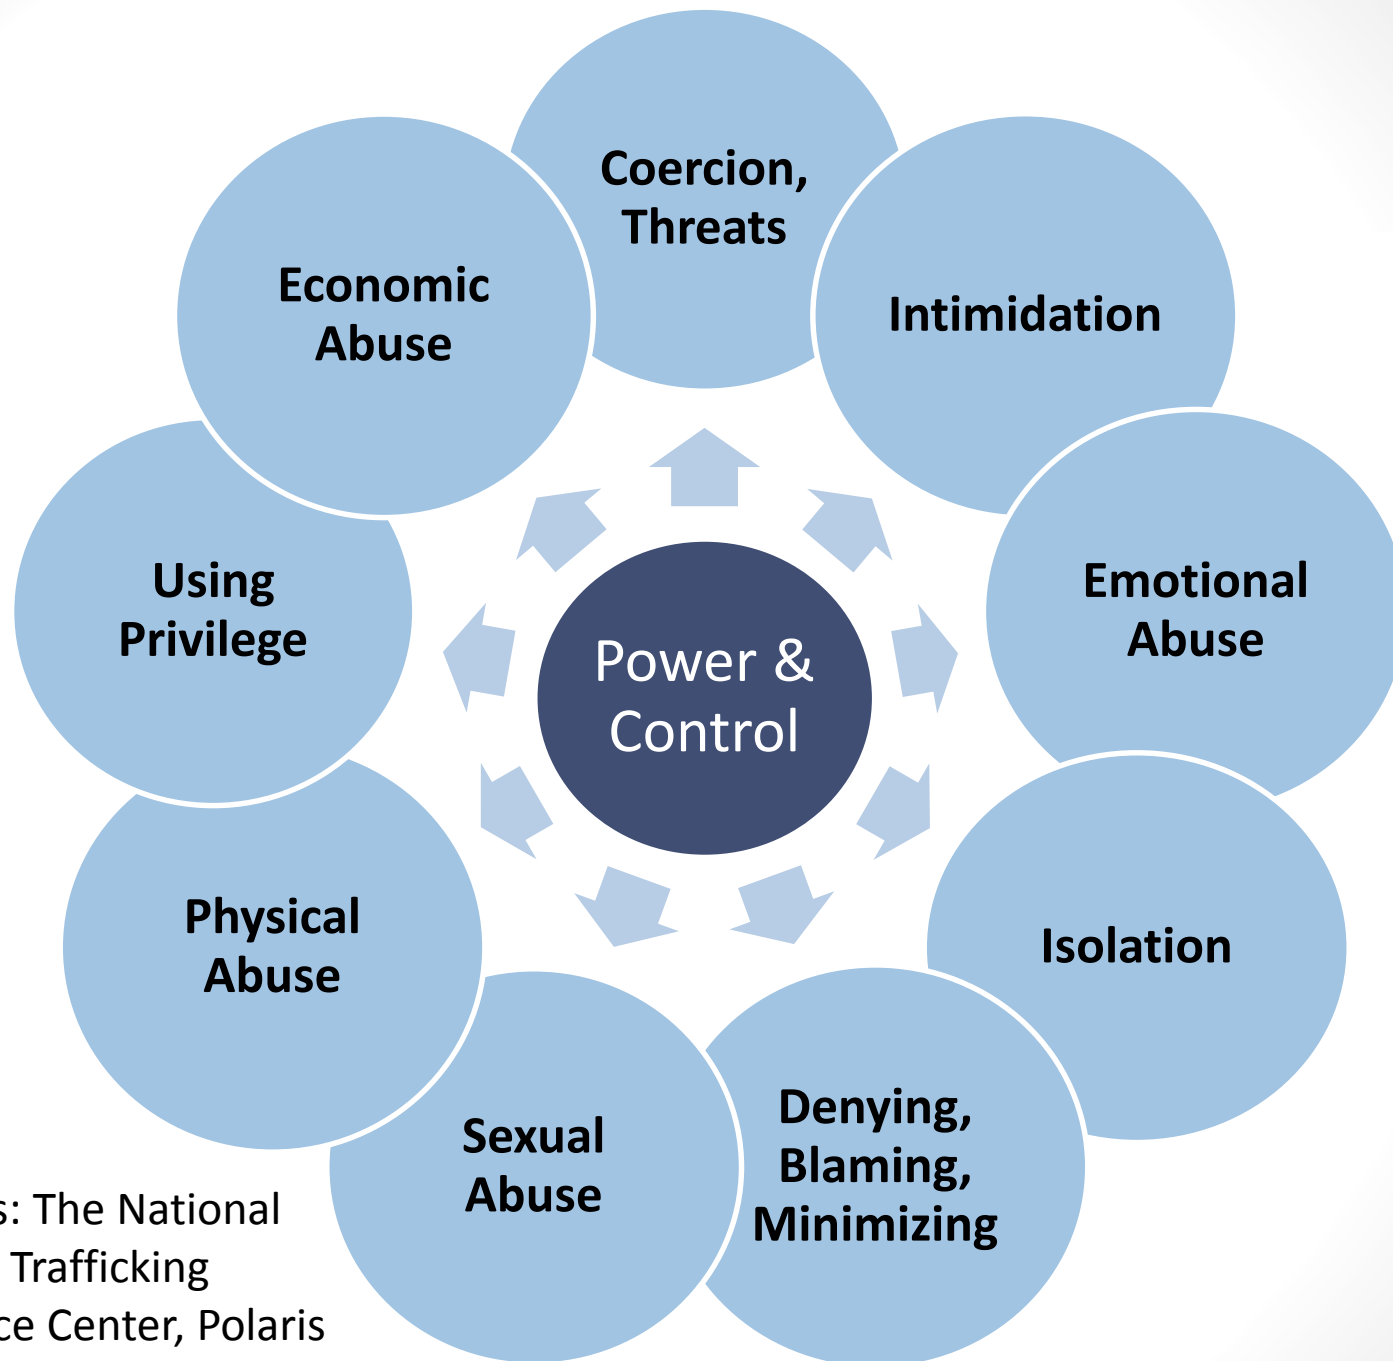 Coercion,
Threats
Intimidation
Emotional
Abuse
Isolation
Denying,
Blaming,
Minimizing
Sexual
Abuse
Physical
Abuse
Using
Privilege
Economic
Abuse
Power &
Control
s: The National
Trafficking
ce Center, Polaris